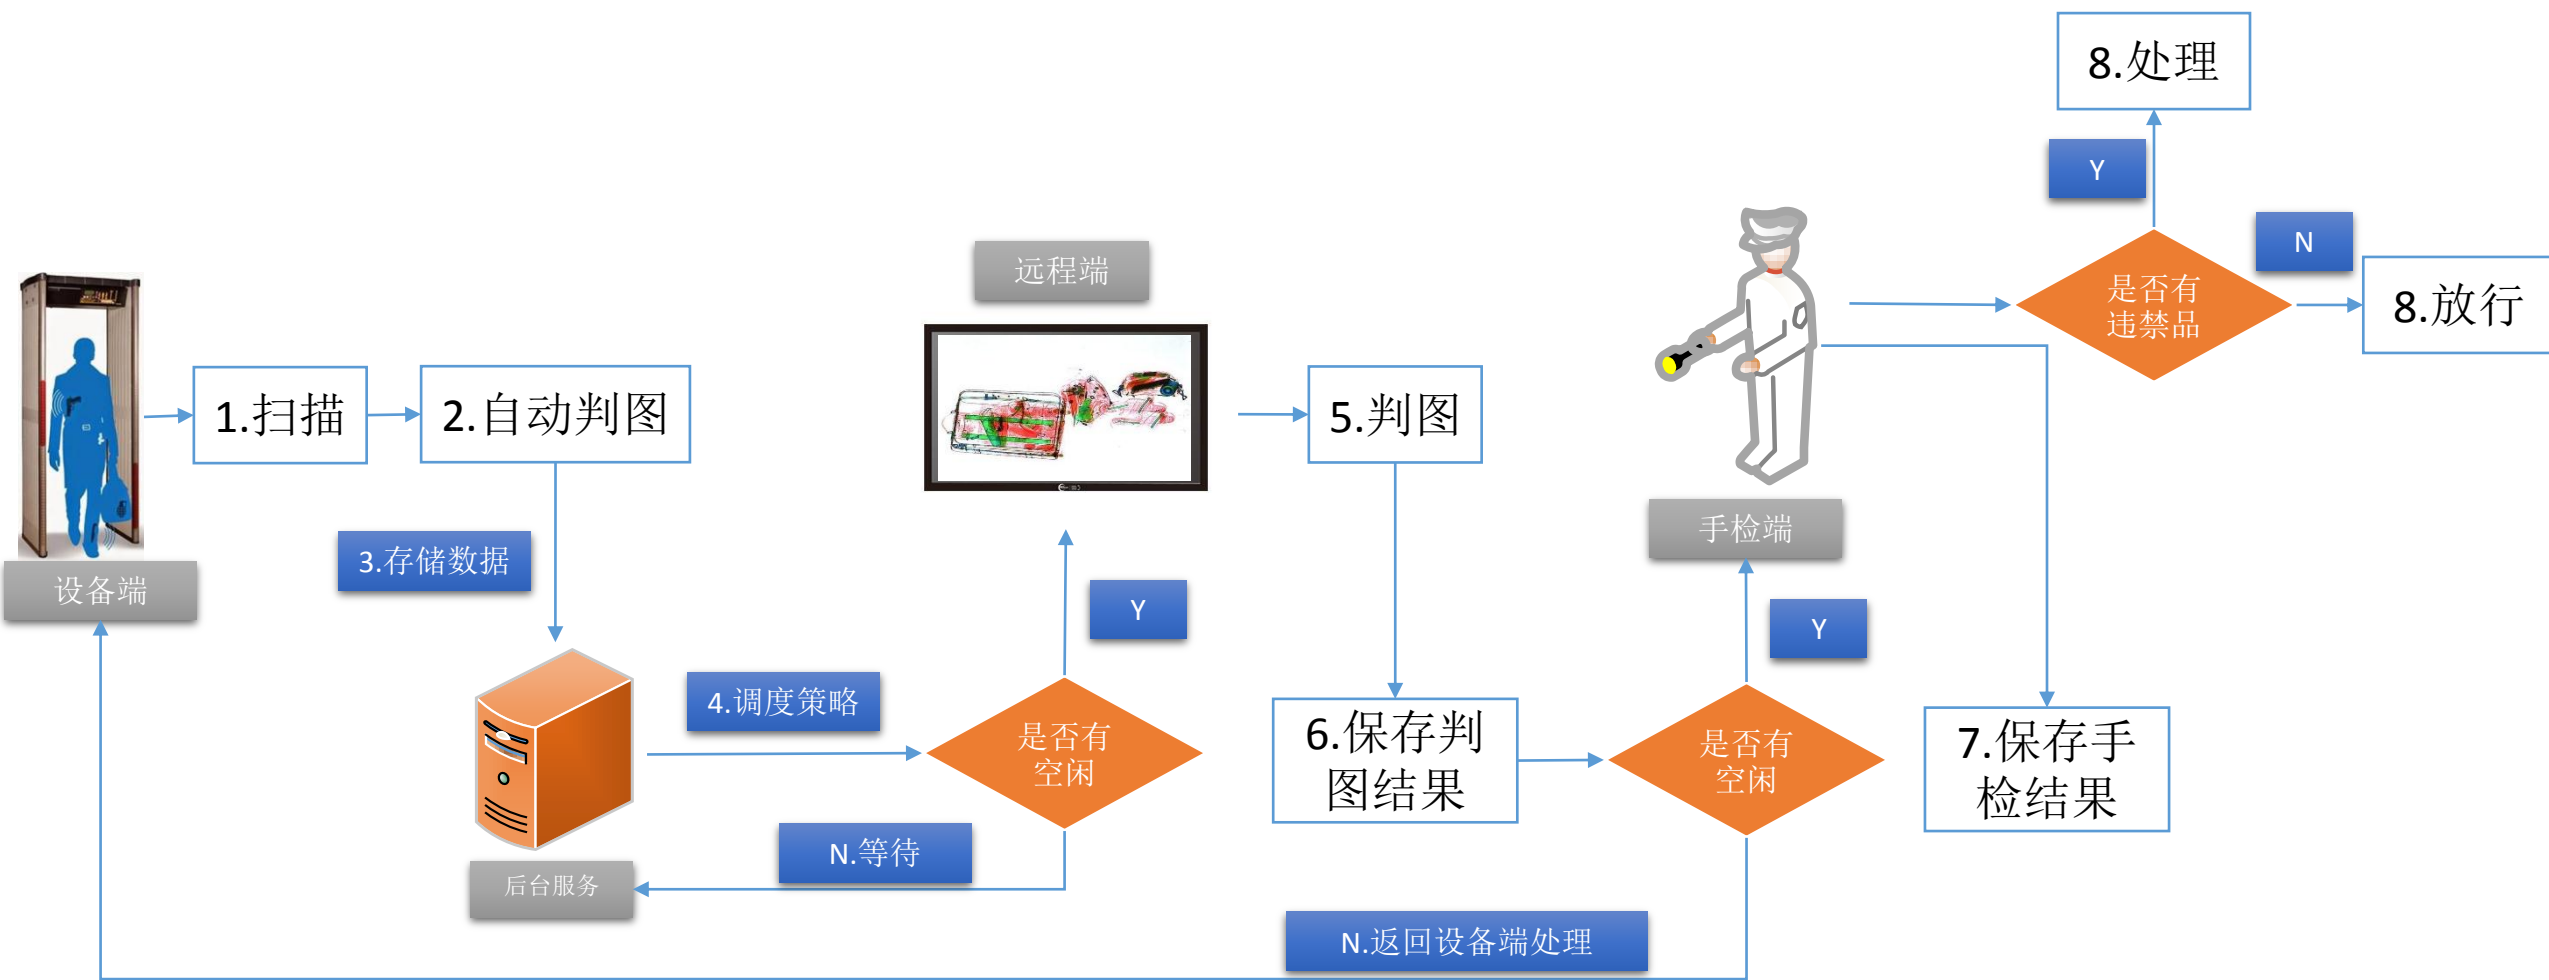 8.处理
Y
N
是否有
违禁品
8.放行
远程端
设备端
1.扫描
2.自动判图
5.判图
手检端
3.存储数据
Y
Y
4.调度策略
是否有
空闲
6.保存判
图结果
是否有
空闲
7.保存手
检结果
N.等待
后台服务
N.返回设备端处理